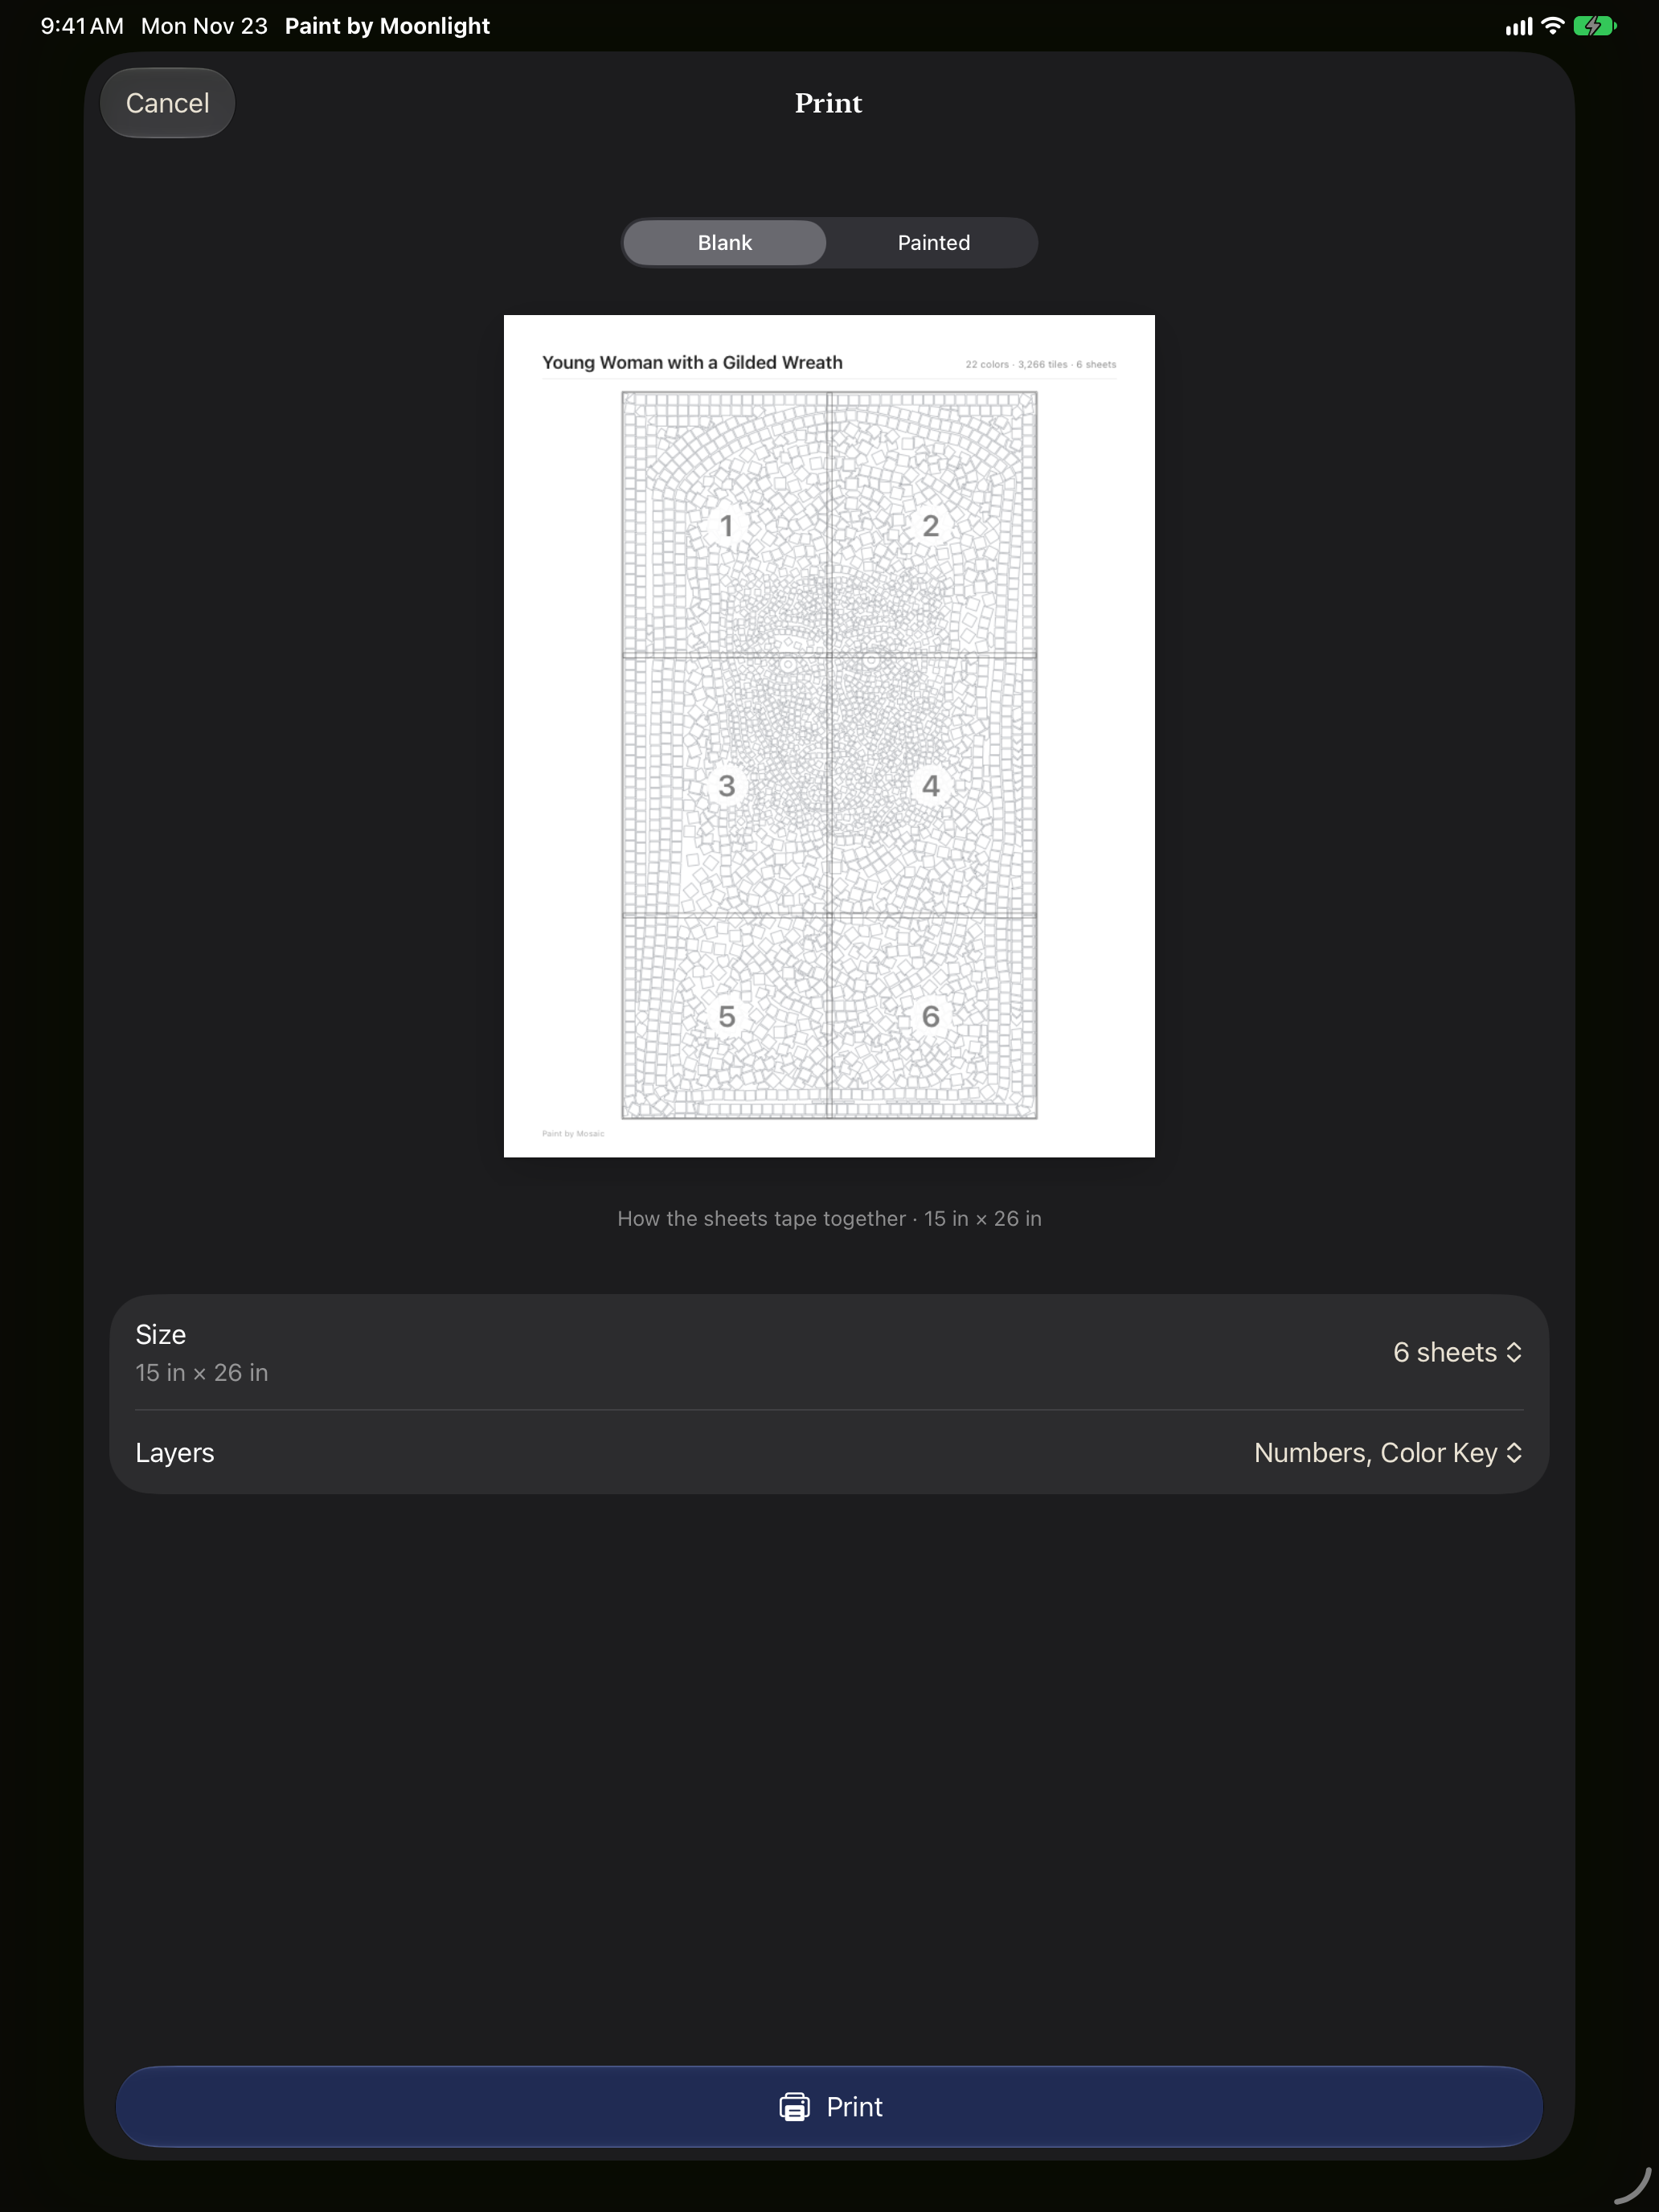 9:41 AM Mon Nov 23 Paint by Moonlight
Cancel
Print
Blank
Painted
Young Woman with a Gilded Wreath
22 colors · 3,266 tiles · 6 sheets
1
2
3
4
5
6
Paint by Mosaic
How the sheets tape together · 15 in × 26 in
Size
15 in × 26 in
6 sheets
Layers
Numbers, Color Key
Print